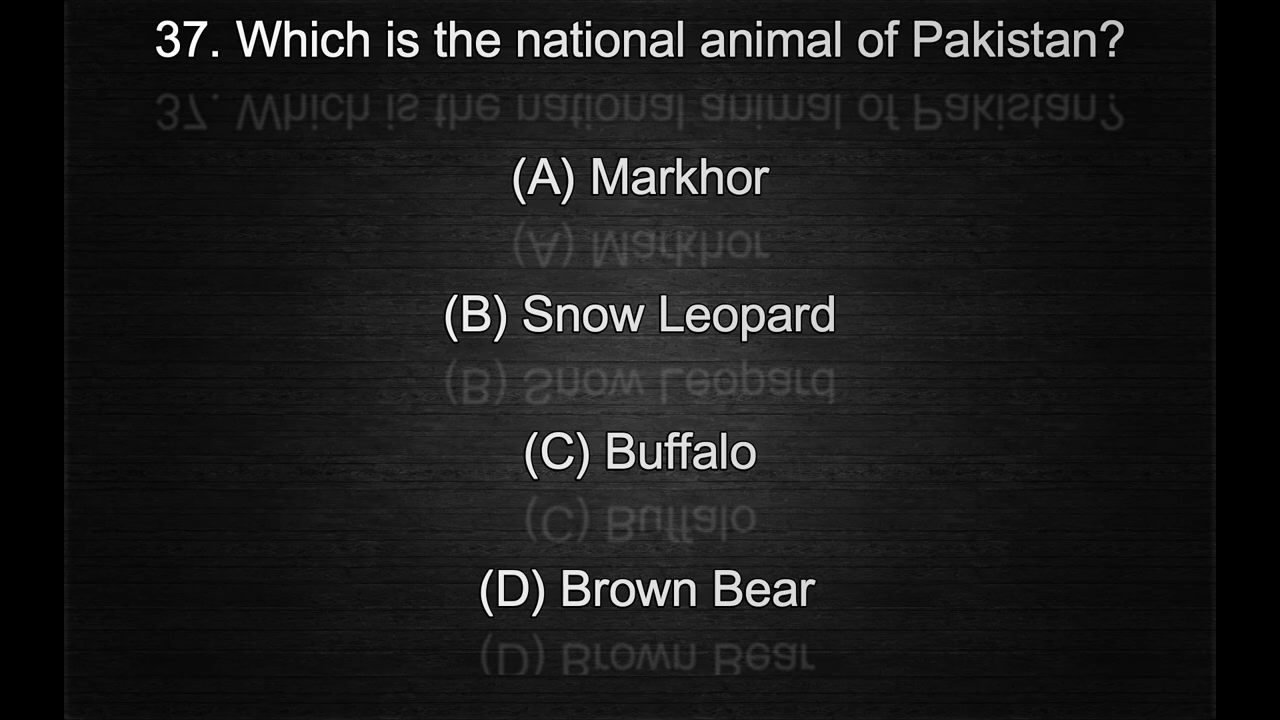 37. Which is the national animal of Pakistan?
(A) Markhor
(B) Snow Leopard
(C) Buffalo
(D) Brown Bear